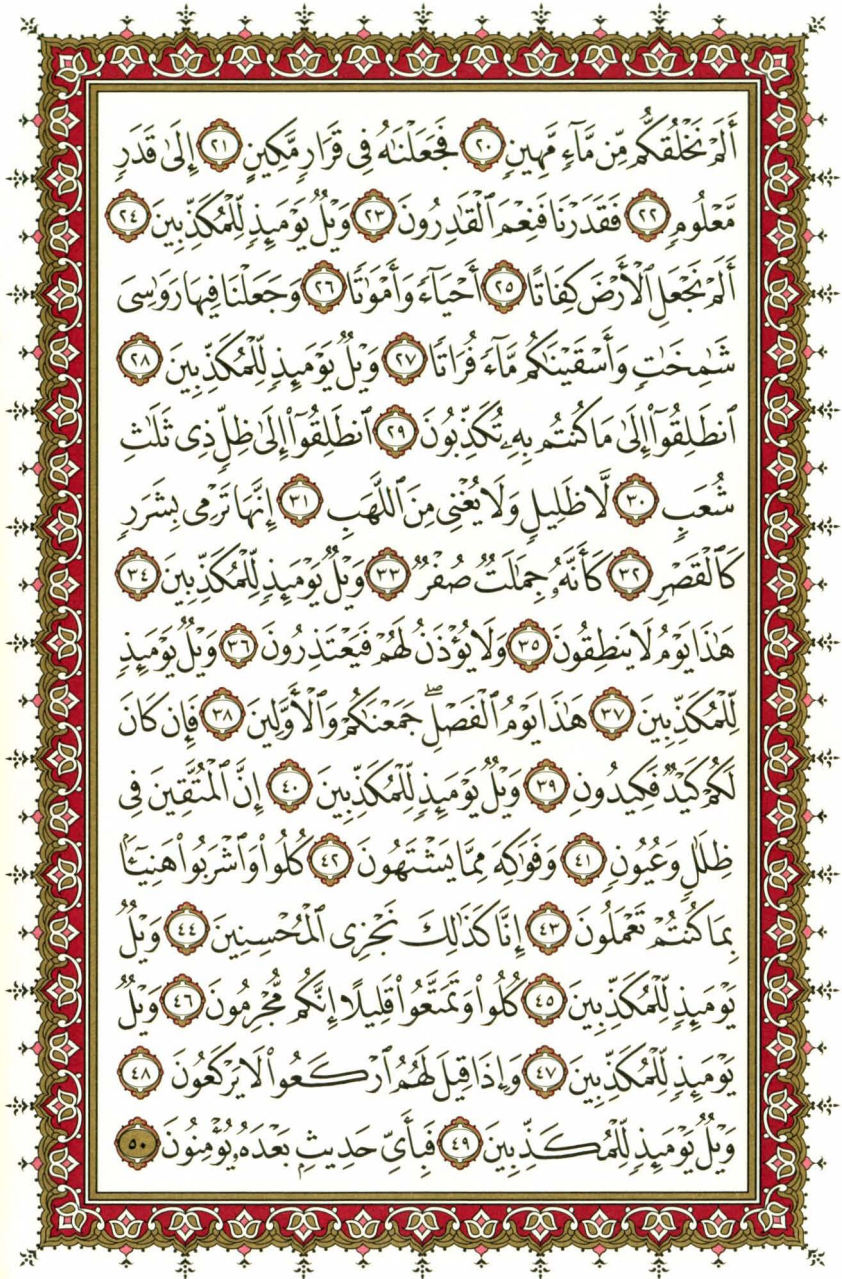 أَلَمْ نَخْلُقكُّم مِّن مَّآءٍ مَّهِينٍ ٢٠ فَجَعَلْنَٰهُ فِى قَرَارٍ مَّكِينٍ ٢١ إِلَىٰ قَدَرٍ
مَّعْلُومٍ ٢٢ فَقَدَرْنَا فَنِعْمَ ٱلْقَٰدِرُونَ ٢٣ وَيْلٌ يَوْمَئِذٍ لِّلْمُكَذِّبِينَ ٢٤
أَلَمْ نَجْعَلِ ٱلْأَرْضَ كِفَاتًا ٢٥ أَحْيَآءً وَأَمْوَٰتًا ٢٦ وَجَعَلْنَا فِيهَا رَوَٰسِىَ
شَٰمِخَٰتٍ وَأَسْقَيْنَٰكُم مَّآءً فُرَاتًا ٢٧ وَيْلٌ يَوْمَئِذٍ لِّلْمُكَذِّبِينَ ٢٨
ٱنطَلِقُوٓا۟ إِلَىٰ مَا كُنتُم بِهِۦ تُكَذِّبُونَ ٢٩ ٱنطَلِقُوٓا۟ إِلَىٰ ظِلٍّ ذِى ثَلَٰثِ
شُعَبٍ ٣٠ لَّا ظَلِيلٍ وَلَا يُغْنِى مِنَ ٱللَّهَبِ ٣١ إِنَّهَا تَرْمِى بِشَرَرٍ
كَٱلْقَصْرِ ٣٢ كَأَنَّهُۥ جِمَٰلَتٌ صُفْرٌ ٣٣ وَيْلٌ يَوْمَئِذٍ لِّلْمُكَذِّبِينَ ٣٤
هَٰذَا يَوْمُ لَا يَنطِقُونَ ٣٥ وَلَا يُؤْذَنُ لَهُمْ فَيَعْتَذِرُونَ ٣٦ وَيْلٌ يَوْمَئِذٍ
لِّلْمُكَذِّبِينَ ٣٧ هَٰذَا يَوْمُ ٱلْفَصْلِ ۖ جَمَعْنَٰكُمْ وَٱلْأَوَّلِينَ ٣٨ فَإِن كَانَ
لَكُمْ كَيْدٌ فَكِيدُونِ ٣٩ وَيْلٌ يَوْمَئِذٍ لِّلْمُكَذِّبِينَ ٤٠ إِنَّ ٱلْمُتَّقِينَ فِى
ظِلَٰلٍ وَعُيُونٍ ٤١ وَفَوَٰكِهَ مِمَّا يَشْتَهُونَ ٤٢ كُلُوا۟ وَٱشْرَبُوا۟ هَنِيٓـًٔۢا
بِمَا كُنتُمْ تَعْمَلُونَ ٤٣ إِنَّا كَذَٰلِكَ نَجْزِى ٱلْمُحْسِنِينَ ٤٤ وَيْلٌ
يَوْمَئِذٍ لِّلْمُكَذِّبِينَ ٤٥ كُلُوا۟ وَتَمَتَّعُوا۟ قَلِيلًا إِنَّكُم مُّجْرِمُونَ ٤٦ وَيْلٌ
يَوْمَئِذٍ لِّلْمُكَذِّبِينَ ٤٧ وَإِذَا قِيلَ لَهُمُ ٱرْكَعُوا۟ لَا يَرْكَعُونَ ٤٨
وَيْلٌ يَوْمَئِذٍ لِّلْمُكَذِّبِينَ ٤٩ فَبِأَىِّ حَدِيثٍۭ بَعْدَهُۥ يُؤْمِنُونَ ٥٠